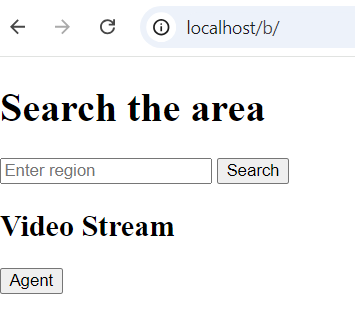 localhost/b/
Search the area
Enter region Search
Video Stream
Agent